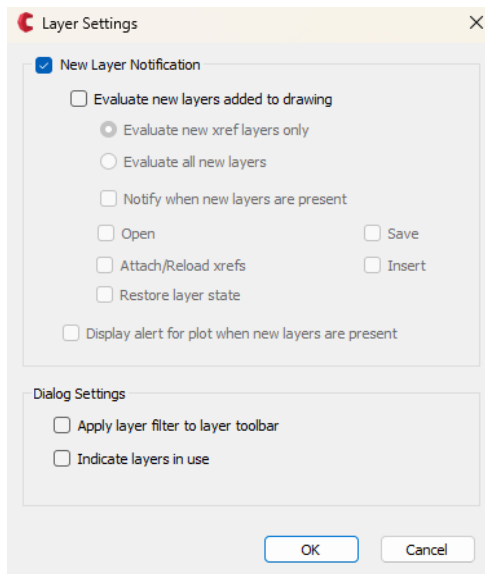 Layer Settings
New Layer Notification
Evaluate new layers added to drawing
Evaluate new xref layers only
Evaluate all new layers
Notify when new layers are present
Open Save
Attach/Reload xrefs Insert
Restore layer state
Display alert for plot when new layers are present
Dialog Settings
Apply layer filter to layer toolbar
Indicate layers in use
OK Cancel